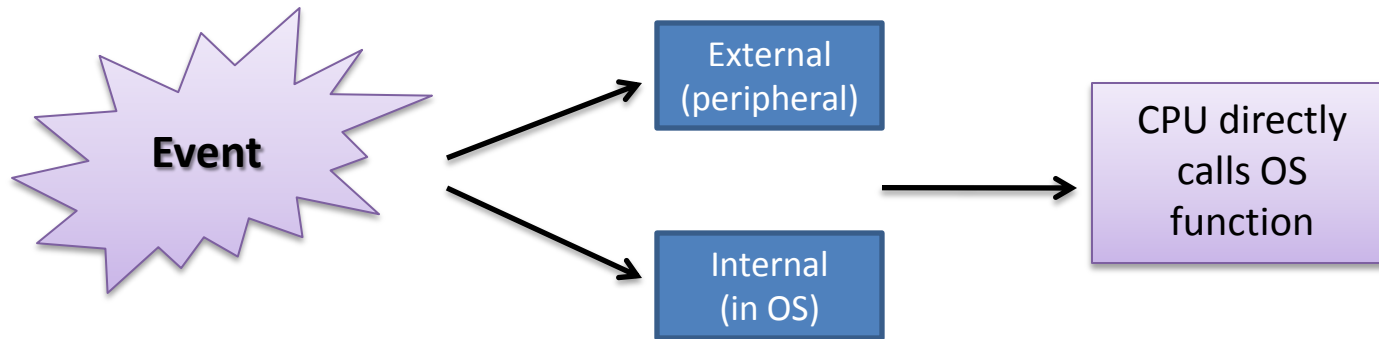 Event
External
(peripheral)
Internal
(in OS)
CPU directly
calls OS
function